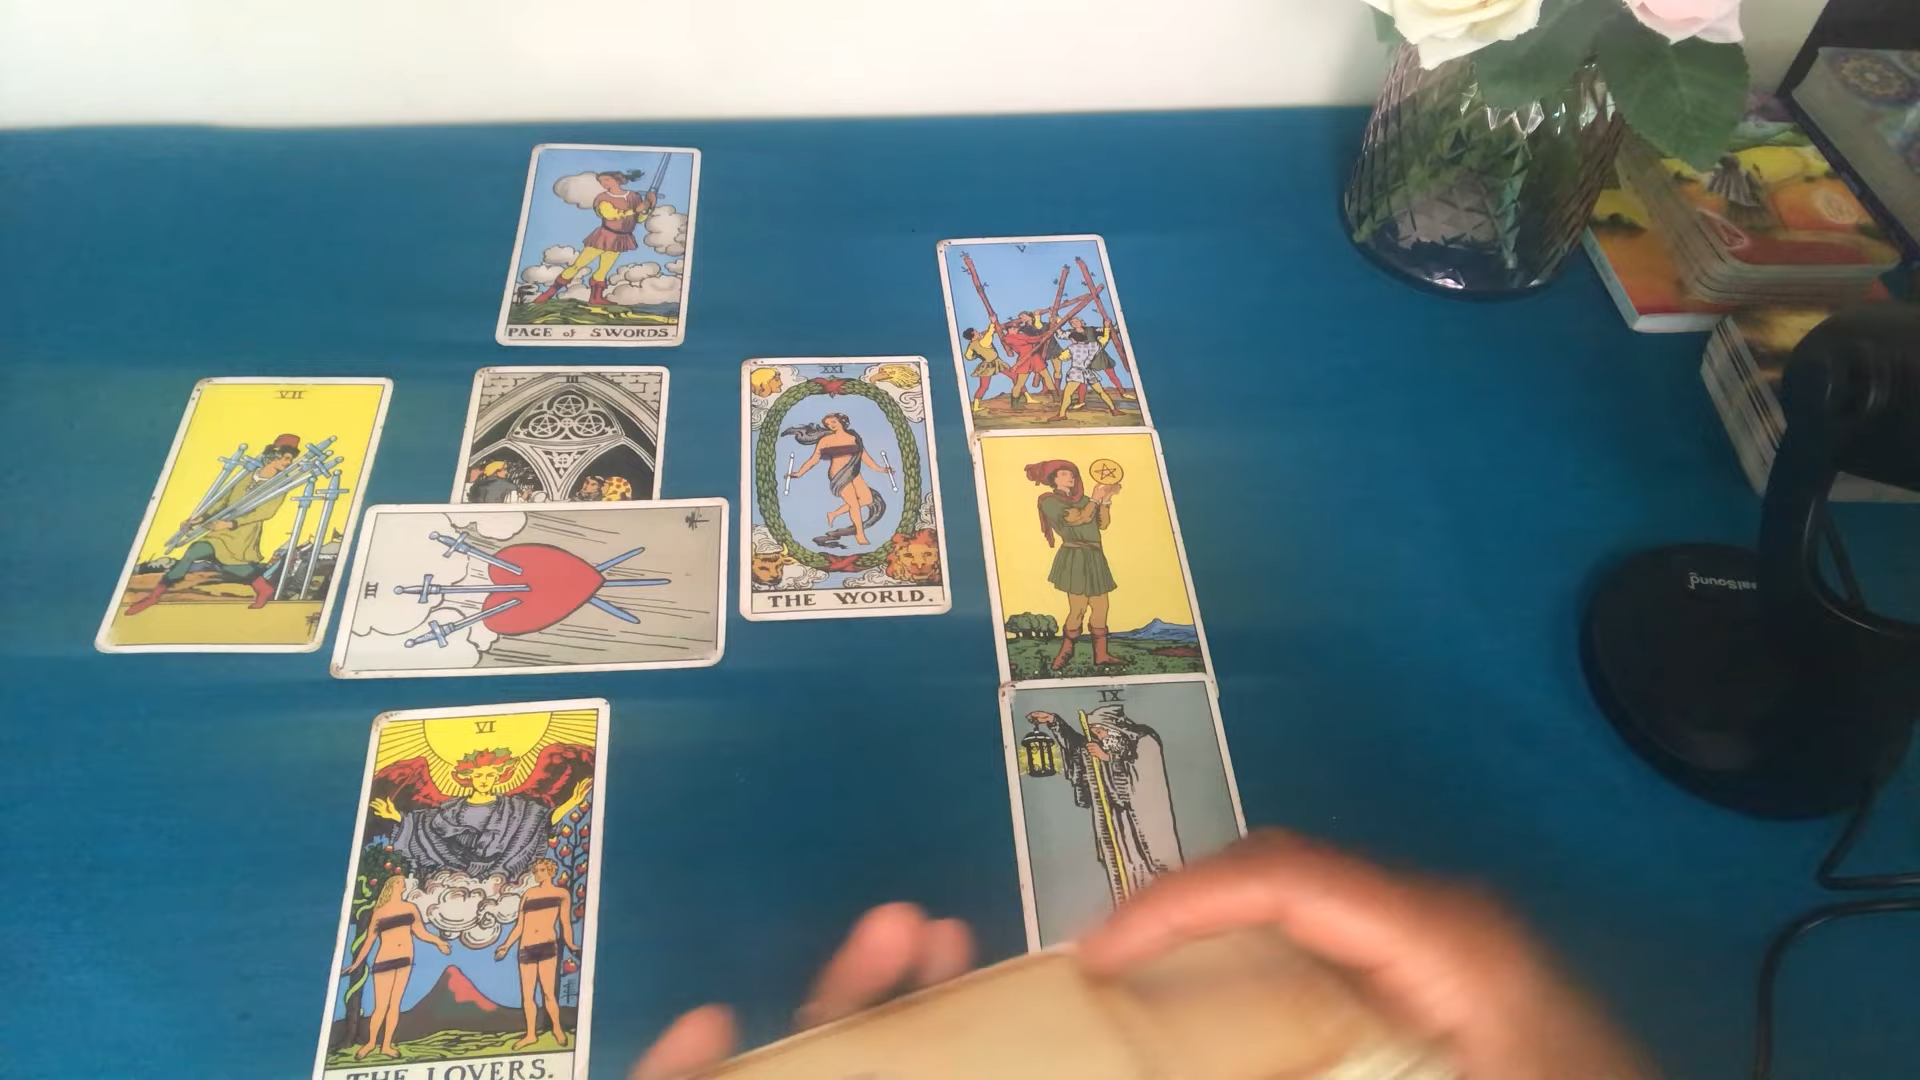 PAGE of SWORDS.
V
VII
III
XXI
THE WORLD.
III
IX
VI
THE LOVERS.